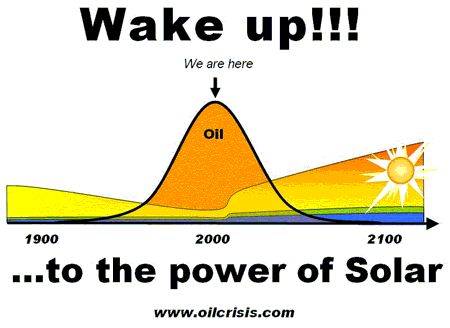 Wake up!!!
We are here
Oil
1900 2000 2100
...to the power of Solar
www.oilcrisis.com